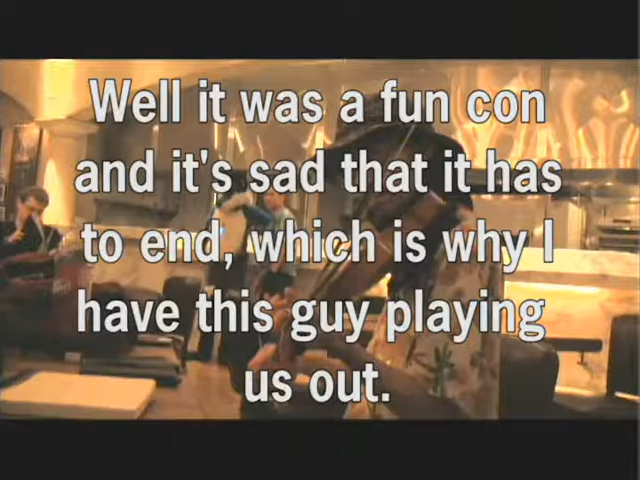 Well it was a fun con
and it's sad that it has
to end, which is why I
have this guy playing
us out.